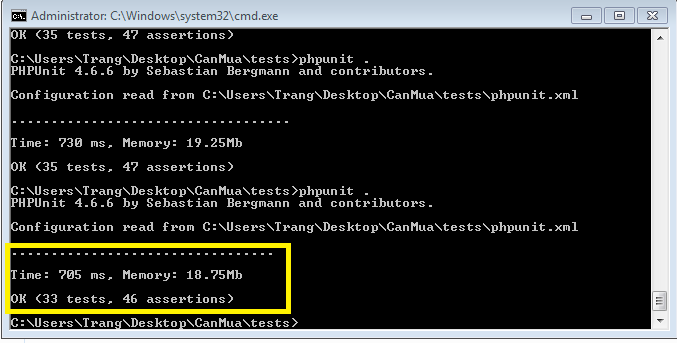 Administrator: C:\Windows\system32\cmd.exe
OK (35 tests, 47 assertions)
C:\Users\Trang\Desktop\CanMua\tests>phpunit .
PHPUnit 4.6.6 by Sebastian Bergmann and contributors.
Configuration read from C:\Users\Trang\Desktop\CanMua\tests\phpunit.xml
...................................
Time: 730 ms, Memory: 19.25Mb
OK (35 tests, 47 assertions)
C:\Users\Trang\Desktop\CanMua\tests>phpunit .
PHPUnit 4.6.6 by Sebastian Bergmann and contributors.
Configuration read from C:\Users\Trang\Desktop\CanMua\tests\phpunit.xml
.................................
Time: 705 ms, Memory: 18.75Mb
OK (33 tests, 46 assertions)
C:\Users\Trang\Desktop\CanMua\tests>